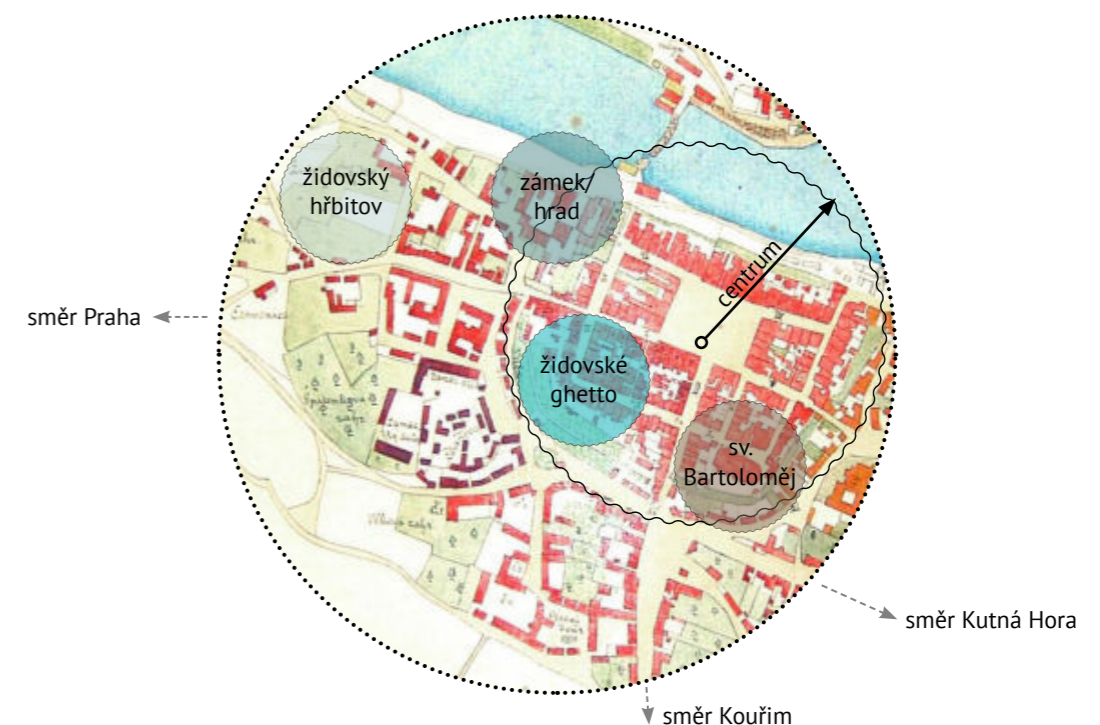 židovský
hřbitov
zámek/
hrad
centrum
směr Praha
židovské
ghetto
sv.
Bartoloměj
směr Kutná Hora
směr Kouřim